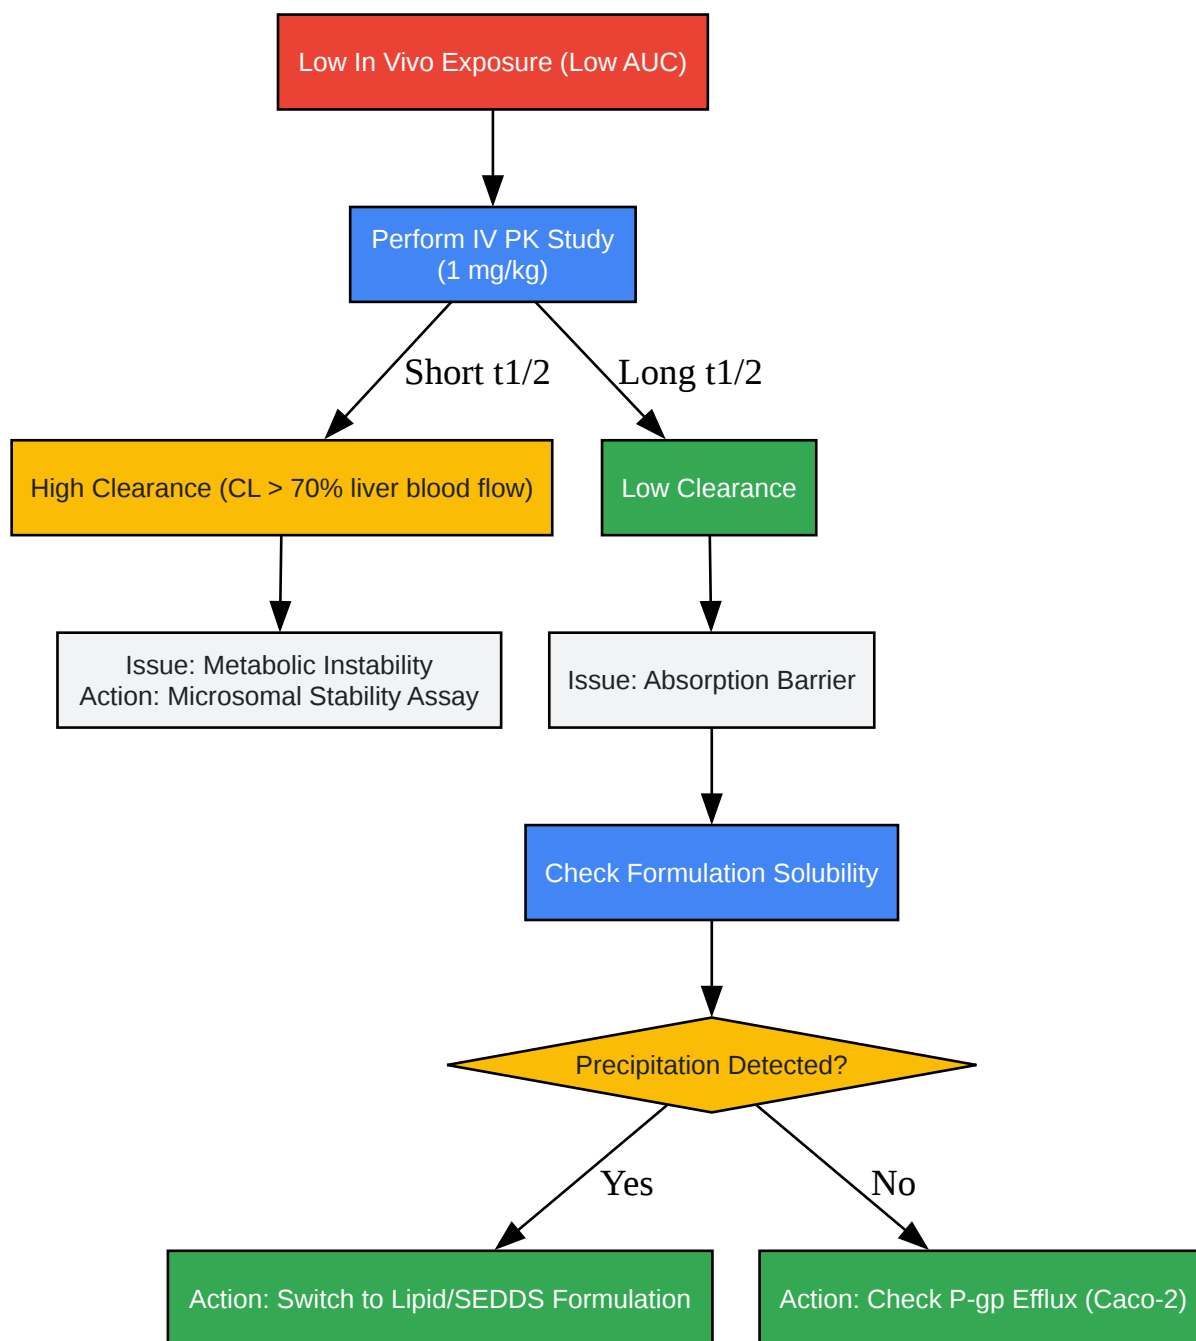 Low In Vivo Exposure (Low AUC)
Perform IV PK Study
(1 mg/kg)
Short t1/2
Long t1/2
High Clearance (CL > 70% liver blood flow)
Low Clearance
Issue: Metabolic Instability
Action: Microsomal Stability Assay
Issue: Absorption Barrier
Check Formulation Solubility
Precipitation Detected?
Yes
No
Action: Switch to Lipid/SEDDS Formulation
Action: Check P-gp Efflux (Caco-2)